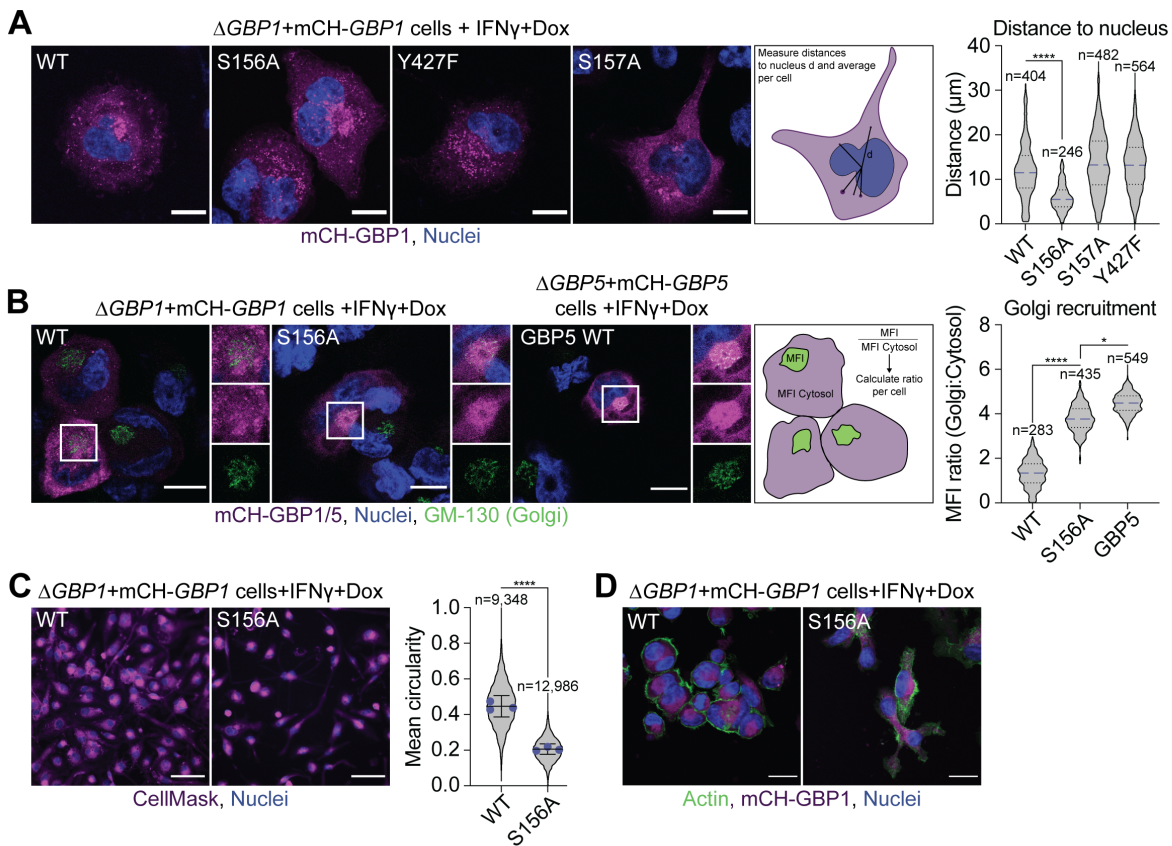 A
ΔGBP1+mCH-GBP1 cells + IFNγ+Dox
WT
S156A
Y427F
S157A
mCH-GBP1, Nuclei
Measure distances
to nucleus d and average
per cell
d
Distance to nucleus
Distance (μm)
40
30
20
10
0
n=404
****
n=246
n=482
n=564
WT
S156A
S157A
Y427F
B
ΔGBP1+mCH-GBP1 cells +IFNγ+Dox
ΔGBP5+mCH-GBP5
cells +IFNγ+Dox
WT
S156A
GBP5 WT
mCH-GBP1/5, Nuclei, GM-130 (Golgi)
MFI
MFI Cytosol
Calculate ratio
per cell
MFI
MFI Cytosol
Golgi recruitment
MFI ratio (Golgi:Cytosol)
8
6
4
2
0
n=283
****
n=435
*
n=549
WT
S156A
GBP5
C
ΔGBP1+mCH-GBP1 cells+IFNγ+Dox
WT
S156A
CellMask, Nuclei
Mean circularity
1.0
0.8
0.6
0.4
0.2
0.0
****
n=9,348
n=12,986
WT
S156A
D
ΔGBP1+mCH-GBP1 cells+IFNγ+Dox
WT
S156A
Actin, mCH-GBP1, Nuclei